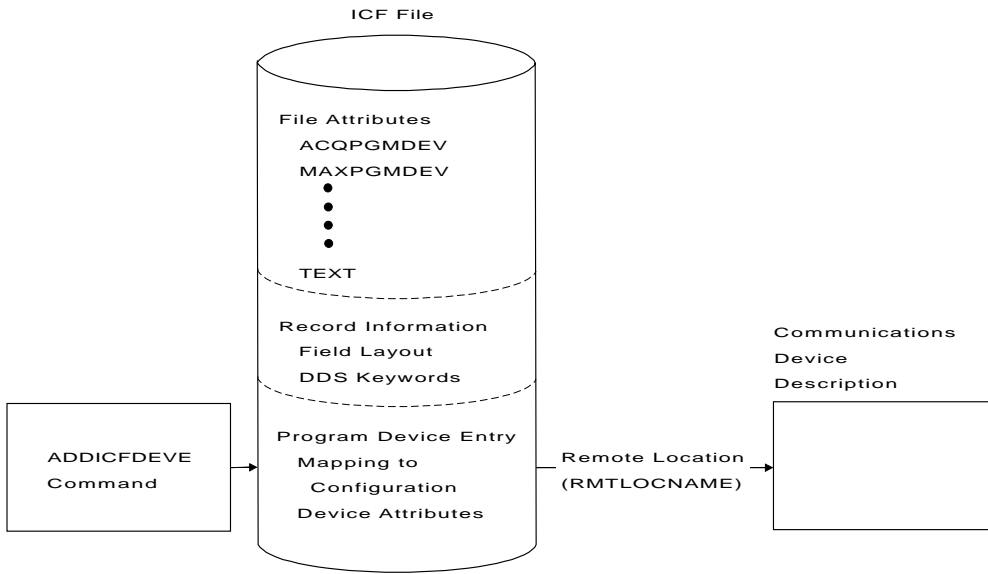 ICF File
File Attributes
ACQPGMDEV
MAXPGMDEV
TEXT
Record Information
Field Layout
DDS Keywords
Program Device Entry
Mapping to
Configuration
Device Attributes
ADDICFDEVE
Command
Remote Location
(RMTLOCNAME)
Communications
Device
Description